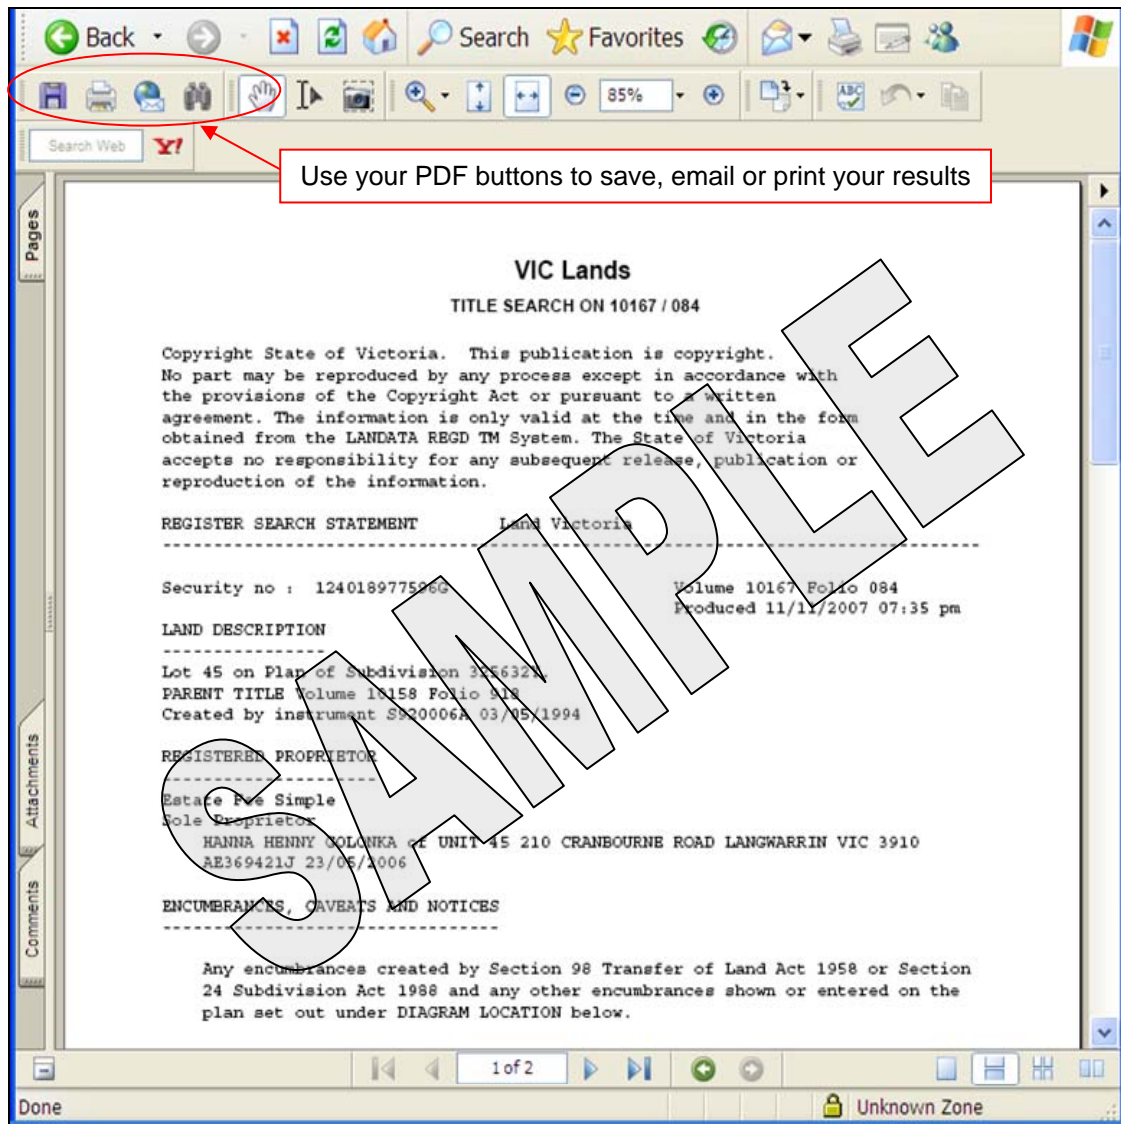 Back
Search
Favorites
85%
ABC
Search Web
Y!
Use your PDF buttons to save, email or print your results
Pages
Attachments
Comments
VIC Lands
TITLE SEARCH ON 10167 / 084
Copyright State of Victoria. This publication is copyright.
No part may be reproduced by any process except in accordance with
the provisions of the Copyright Act or pursuant to a written
agreement. The information is only valid at the time and in the form
obtained from the LANDATA REGD TM System. The State of Victoria
accepts no responsibility for any subsequent release, publication or
reproduction of the information.
REGISTER SEARCH STATEMENT Land Victoria
Security no : 124018977596G Volume 10167 Folio 084
Produced 11/11/2007 07:35 pm
LAND DESCRIPTION
Lot 45 on Plan of Subdivision
PARENT TITLE Volume 10158 Folio 918
Created by instrument S920006A 03/05/1994
REGISTERED PROPRIETOR
Estate Fee Simple
Sole Proprietor
HANNA HENNY GOLONKA of UNIT 45 210 CRANBOURNE ROAD LANGWARRIN VIC 3910
AE369421J 23/05/2006
ENCUMBRANCES, CAVEATS AND NOTICES
Any encumbrances created by Section 98 Transfer of Land Act 1958 or Section
24 Subdivision Act 1988 and any other encumbrances shown or entered on the
plan set out under DIAGRAM LOCATION below.
SAMPLE
1 of 2
Done
Unknown Zone